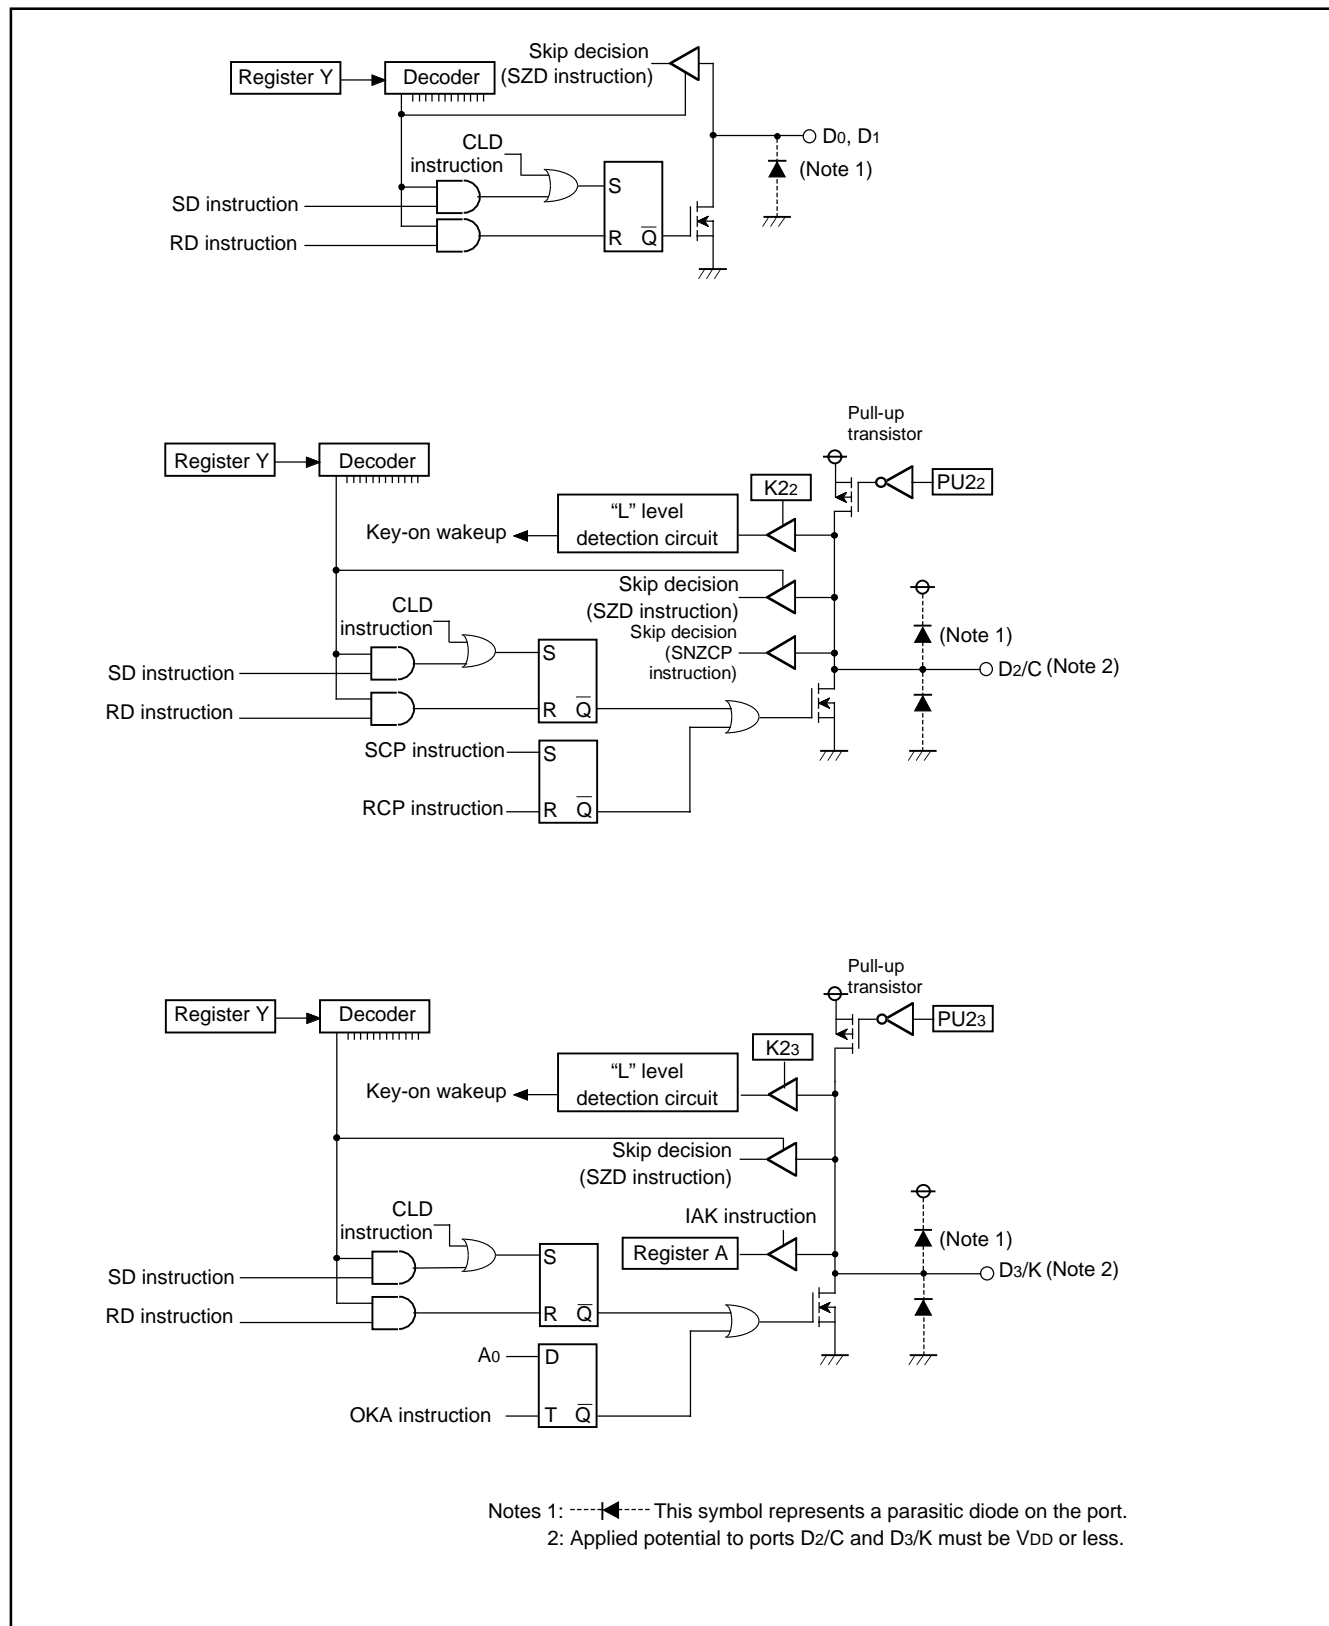 Skip decision
(SZD instruction)
Register Y
Decoder
D0, D1
(Note 1)
CLD
instruction
S
SD instruction
RD instruction
R Q̅
Pull-up
transistor
Register Y
Decoder
K22
PU22
“L” level
detection circuit
Key-on wakeup
Skip decision
(SZD instruction)
CLD
instruction
Skip decision
(SNZCP
instruction)
(Note 1)
S
SD instruction
D2/C (Note 2)
RD instruction
R Q̅
SCP instruction
S
RCP instruction
R Q̅
Pull-up
transistor
Register Y
Decoder
PU23
K23
“L” level
detection circuit
Key-on wakeup
Skip decision
(SZD instruction)
CLD
instruction
IAK instruction
Register A
(Note 1)
S
SD instruction
D3/K (Note 2)
RD instruction
R Q̅
A0
D
OKA instruction
T Q̅
Notes 1: This symbol represents a parasitic diode on the port.
2: Applied potential to ports D2/C and D3/K must be VDD or less.